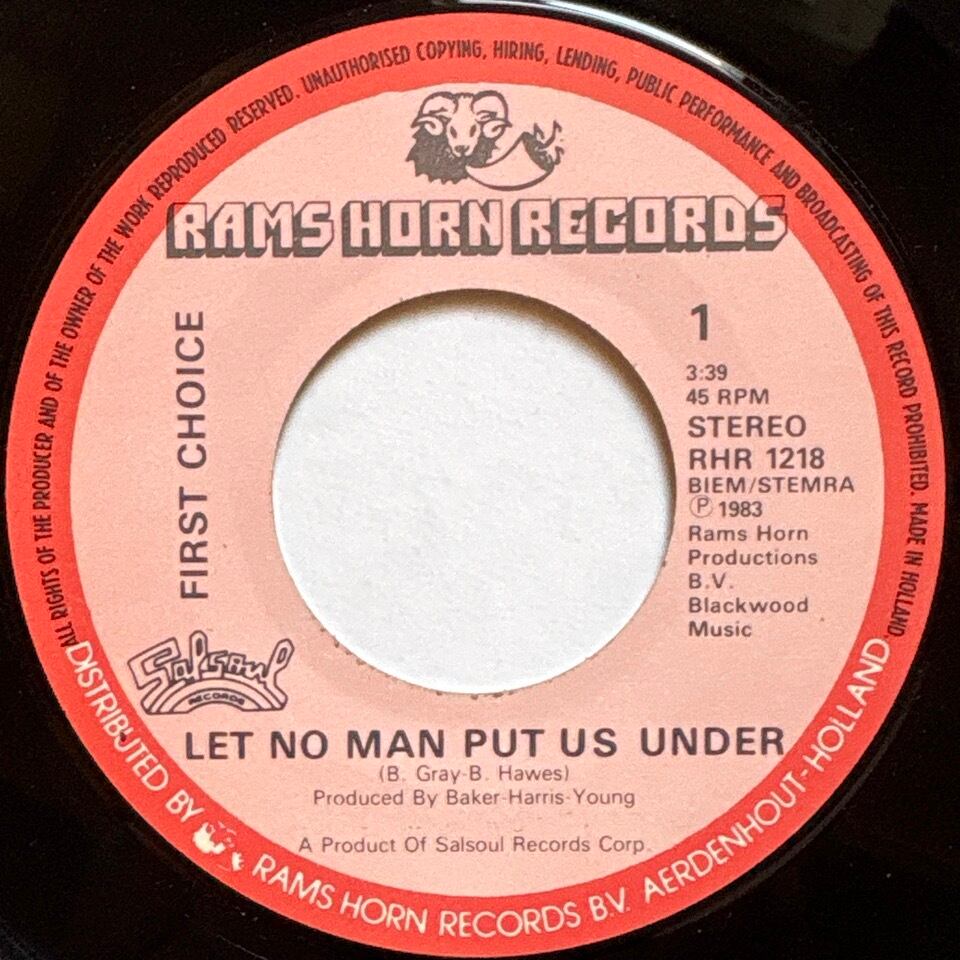 ALL RIGHTS OF THE PRODUCER AND OF THE OWNER OF THE WORK REPRODUCED RESERVED. UNAUTHORISED COPYING, HIRING, LENDING, PUBLIC PERFORMANCE AND BROADCASTING OF THIS RECORD PROHIBITED. MADE IN HOLLAND.
RAMS HORN RECORDS
FIRST CHOICE
1
3:39
45 RPM
STEREO
RHR 1218
BIEM/STEMRA
Ⓟ 1983
Rams Horn
Productions
B.V.
Blackwood
Music
Salsoul
RECORDS
LET NO MAN PUT US UNDER
(B. Gray-B. Hawes)
Produced By Baker-Harris-Young
A Product Of Salsoul Records Corp.
DISTRIBUTED BY RAMS HORN RECORDS B.V. AERDENHOUT-HOLLAND